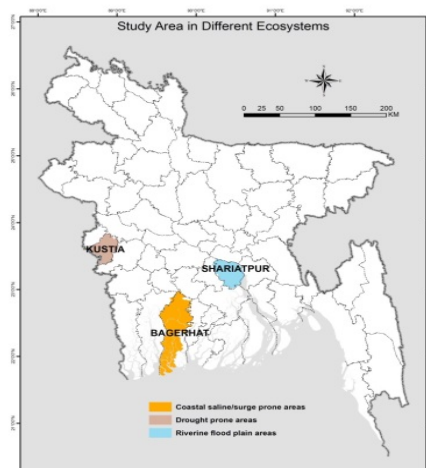 Study Area in Different Ecosystems
0 25 50 100 150 200
KM
KUSTIA
SHARIATPUR
BAGERHAT
Coastal saline/surge prone areas
Drought prone areas
Riverine flood plain areas